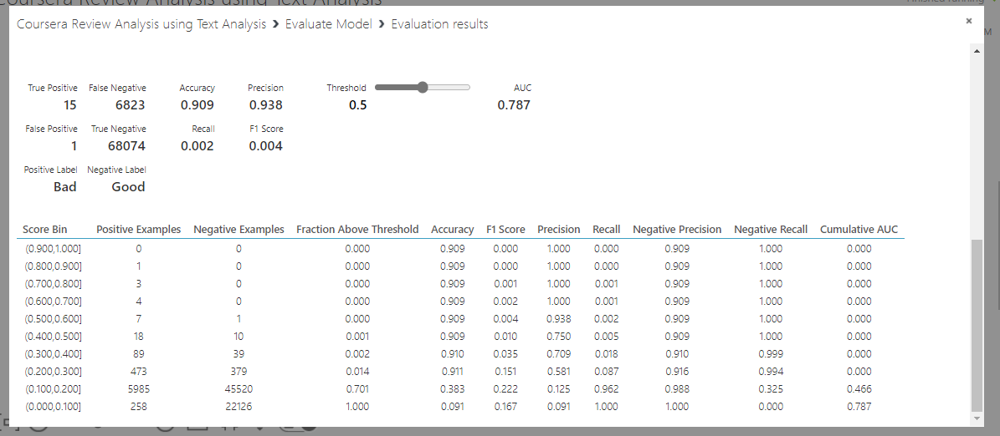 Coursera Review Analysis using Text Analysis
Finished running
Coursera Review Analysis using Text Analysis › Evaluate Model › Evaluation results
×
M
True Positive False Negative Accuracy Precision Threshold AUC
15 6823 0.909 0.938 0.5 0.787
False Positive True Negative Recall F1 Score
1 68074 0.002 0.004
Positive Label Negative Label
Bad Good
Score Bin Positive Examples Negative Examples Fraction Above Threshold Accuracy F1 Score Precision Recall Negative Precision Negative Recall Cumulative AUC
(0.900,1.000] 0 0 0.000 0.909 0.000 1.000 0.000 0.909 1.000 0.000
(0.800,0.900] 1 0 0.000 0.909 0.000 1.000 0.000 0.909 1.000 0.000
(0.700,0.800] 3 0 0.000 0.909 0.001 1.000 0.001 0.909 1.000 0.000
(0.600,0.700] 4 0 0.000 0.909 0.002 1.000 0.001 0.909 1.000 0.000
(0.500,0.600] 7 1 0.000 0.909 0.004 0.938 0.002 0.909 1.000 0.000
(0.400,0.500] 18 10 0.001 0.909 0.010 0.750 0.005 0.909 1.000 0.000
(0.300,0.400] 89 39 0.002 0.910 0.035 0.709 0.018 0.910 0.999 0.000
(0.200,0.300] 473 379 0.014 0.911 0.151 0.581 0.087 0.916 0.994 0.000
(0.100,0.200] 5985 45520 0.701 0.383 0.222 0.125 0.962 0.988 0.325 0.466
(0.000,0.100] 258 22126 1.000 0.091 0.167 0.091 1.000 1.000 0.000 0.787